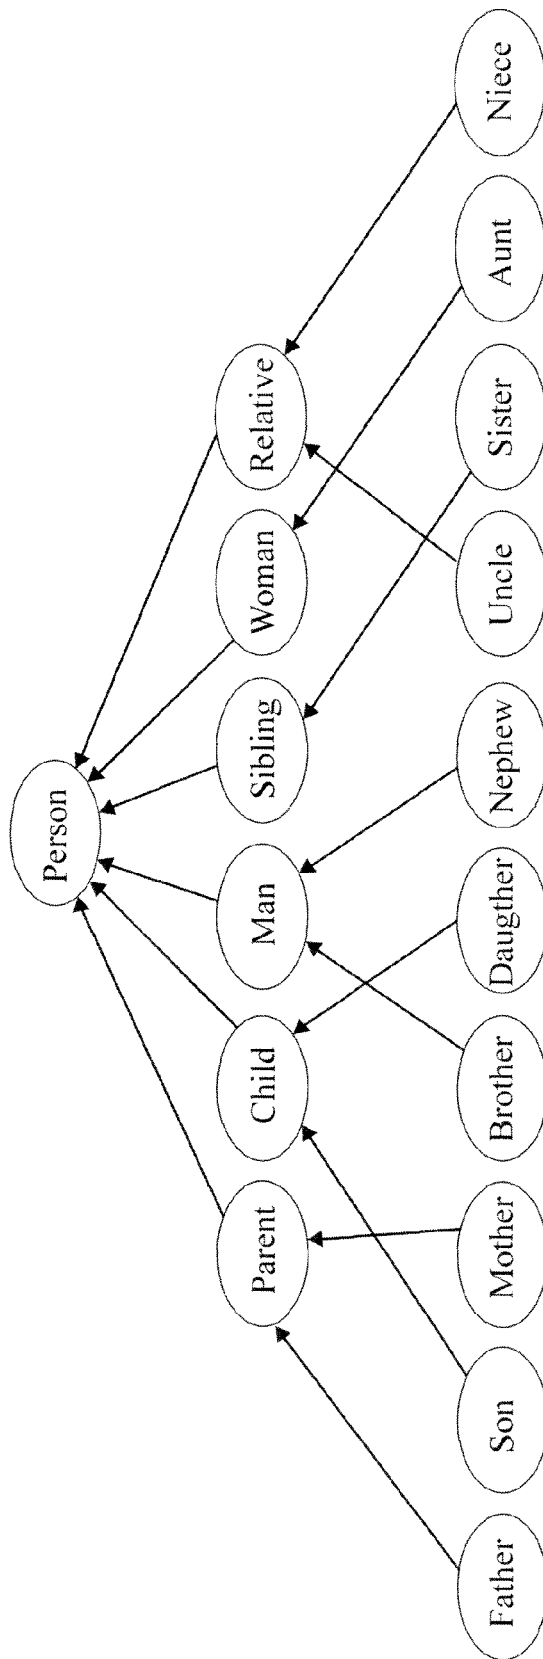 Person
Parent
Child
Man
Sibling
Woman
Relative
Father
Son
Mother
Brother
Daugther
Nephew
Uncle
Sister
Aunt
Niece